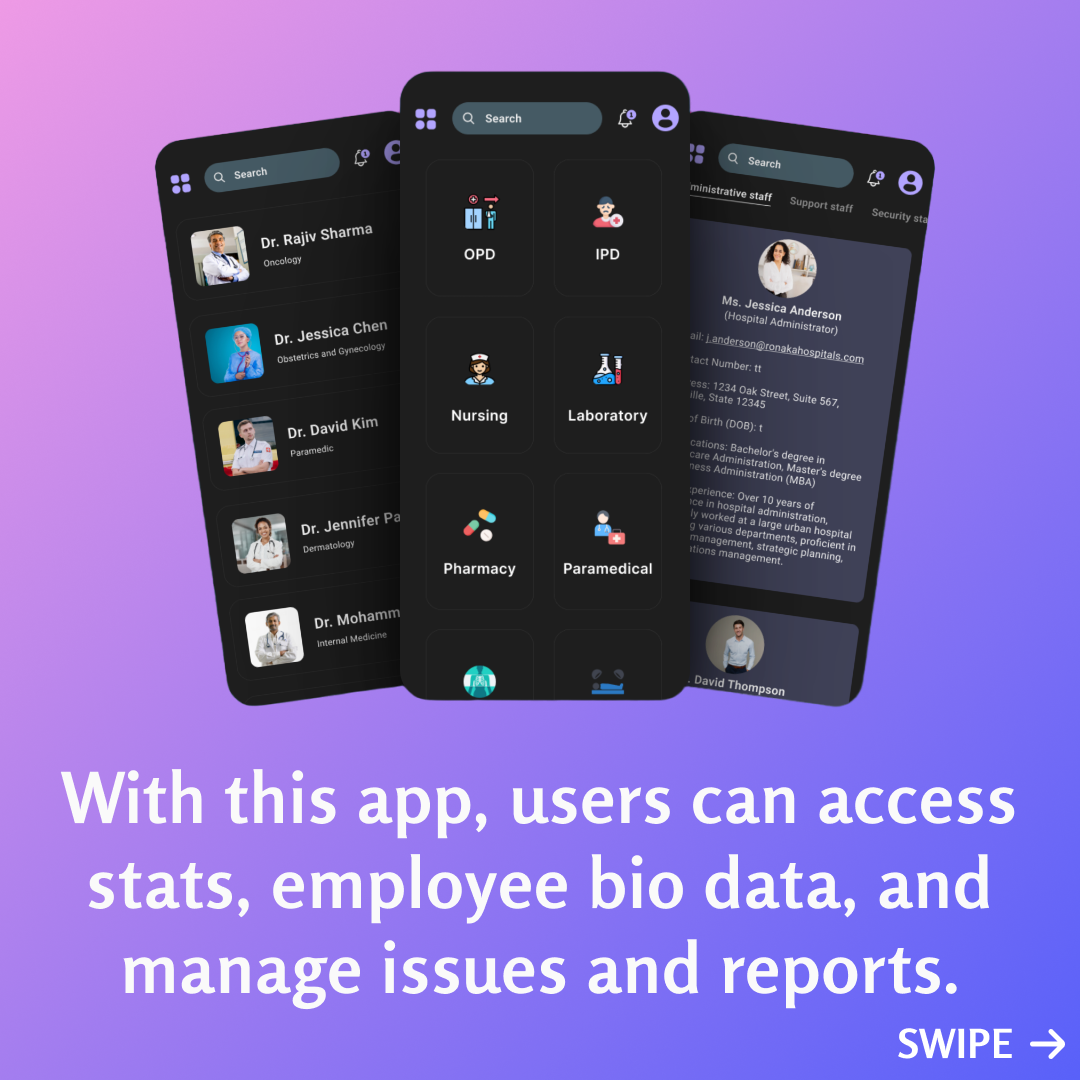 Search
Dr. Rajiv Sharma
Oncology
Dr. Jessica Chen
Obstetrics and Gynecology
Dr. David Kim
Paramedic
Dr. Jennifer Pa
Dermatology
Dr. Mohamm
Internal Medicine
Search
1
OPD
IPD
Nursing
Laboratory
Pharmacy
Paramedical
Search
ministrative staff
Support staff
Security sta
Ms. Jessica Anderson
(Hospital Administrator)
ail: j.anderson@ronakahospitals.com
tact Number: tt
ess: 1234 Oak Street, Suite 567,
ille, State 12345
of Birth (DOB): t
cations: Bachelor's degree in
care Administration, Master's degree
ness Administration (MBA)
xperience: Over 10 years of
nce in hospital administration,
ly worked at a large urban hospital
g various departments, proficient in
management, strategic planning,
tions management.
. David Thompson
With this app, users can access
stats, employee bio data, and
manage issues and reports.
SWIPE →